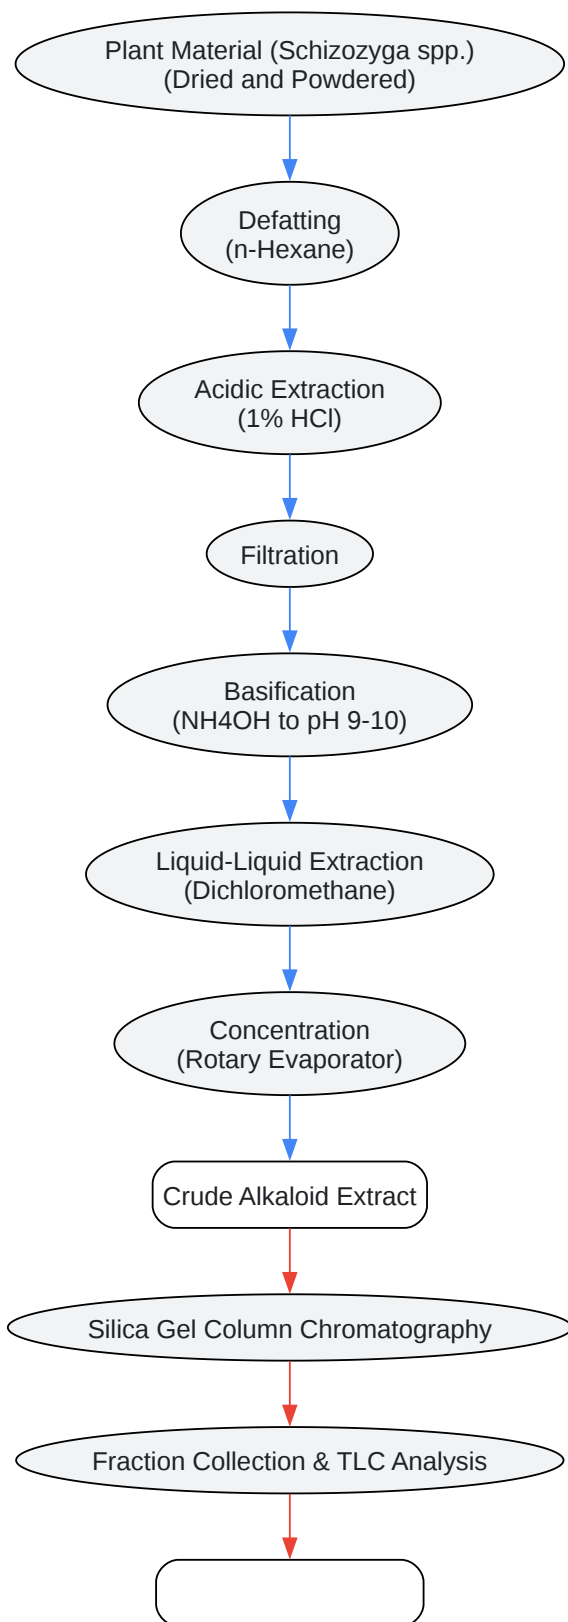 Plant Material (Schizozyga spp.)
(Dried and Powdered)
Defatting
(n-Hexane)
Acidic Extraction
(1% HCl)
Filtration
Basification
(NH4OH to pH 9-10)
Liquid-Liquid Extraction
(Dichloromethane)
Concentration
(Rotary Evaporator)
Crude Alkaloid Extract
Silica Gel Column Chromatography
Fraction Collection & TLC Analysis